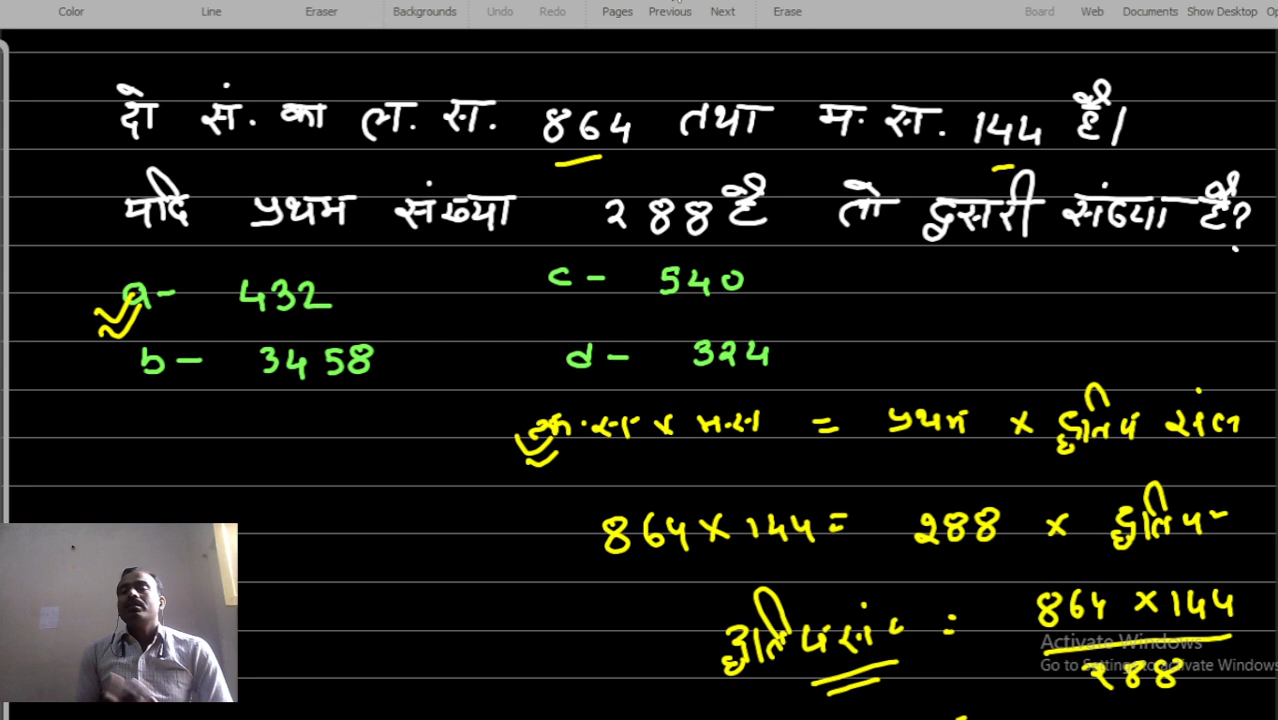 Color Line Eraser Backgrounds Undo Redo Pages Previous Next Erase Board Web Documents Show Desktop Op
दो सं. का ल. स. 864 तथा म. स. 144 है।
यदि प्रथम संख्या 288 है तो दुसरी संख्या है?
a- 432 c- 540
b- 3458 d- 324
ल.स. x म.स = प्रथम x द्वितिय
864 x 144 = 288 x द्वितिय
द्वितिय सं० = 864 x 144
288
Activate Windows
Go to Settings to activate Windows